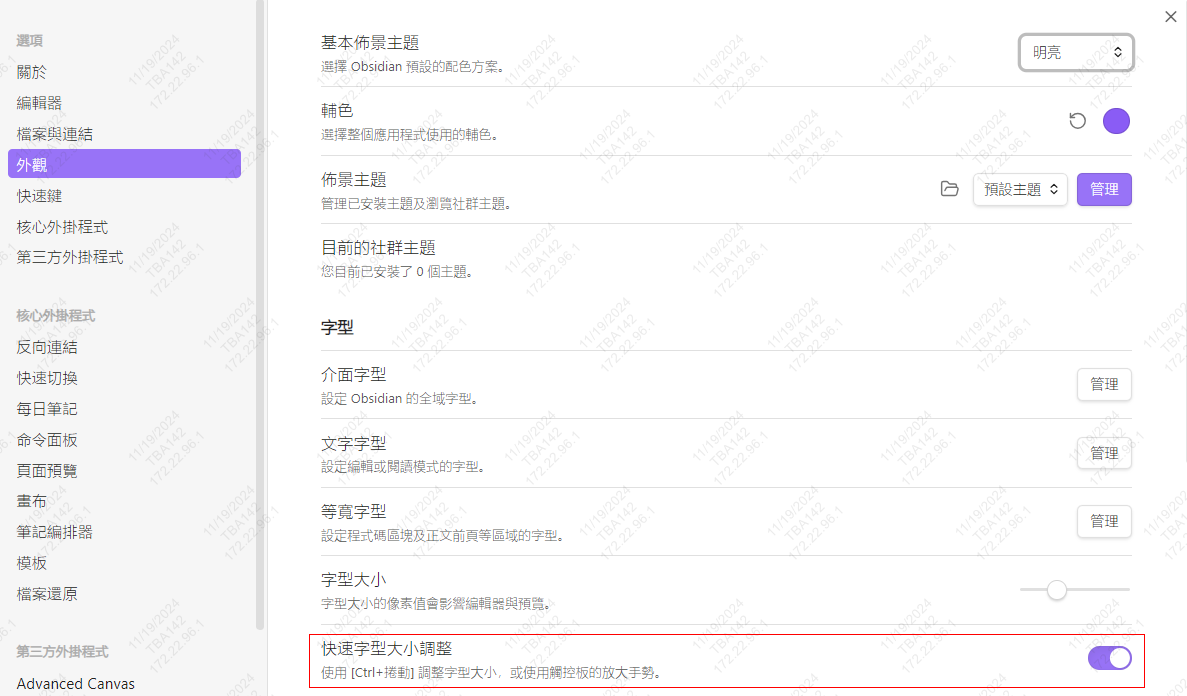 選項
關於
編輯器
檔案與連結
外觀
快速鍵
核心外掛程式
第三方外掛程式
核心外掛程式
反向連結
快速切換
每日筆記
命令面板
頁面預覽
畫布
筆記編排器
模板
檔案還原
第三方外掛程式
Advanced Canvas
基本佈景主題
選擇 Obsidian 預設的配色方案。
明亮
輔色
選擇整個應用程式使用的輔色。
佈景主題
管理已安裝主題及瀏覽社群主題。
預設主題
管理
目前的社群主題
您目前已安裝了 0 個主題。
字型
介面字型
設定 Obsidian 的全域字型。
管理
文字字型
設定編輯或閱讀模式的字型。
管理
等寬字型
設定程式碼區塊及正文前頁等區域的字型。
管理
字型大小
字型大小的像素值會影響編輯器與預覽。
快速字型大小調整
使用 [Ctrl+捲動] 調整字型大小，或使用觸控板的放大手勢。
11/19/2024
TBA142
172.22.96.1